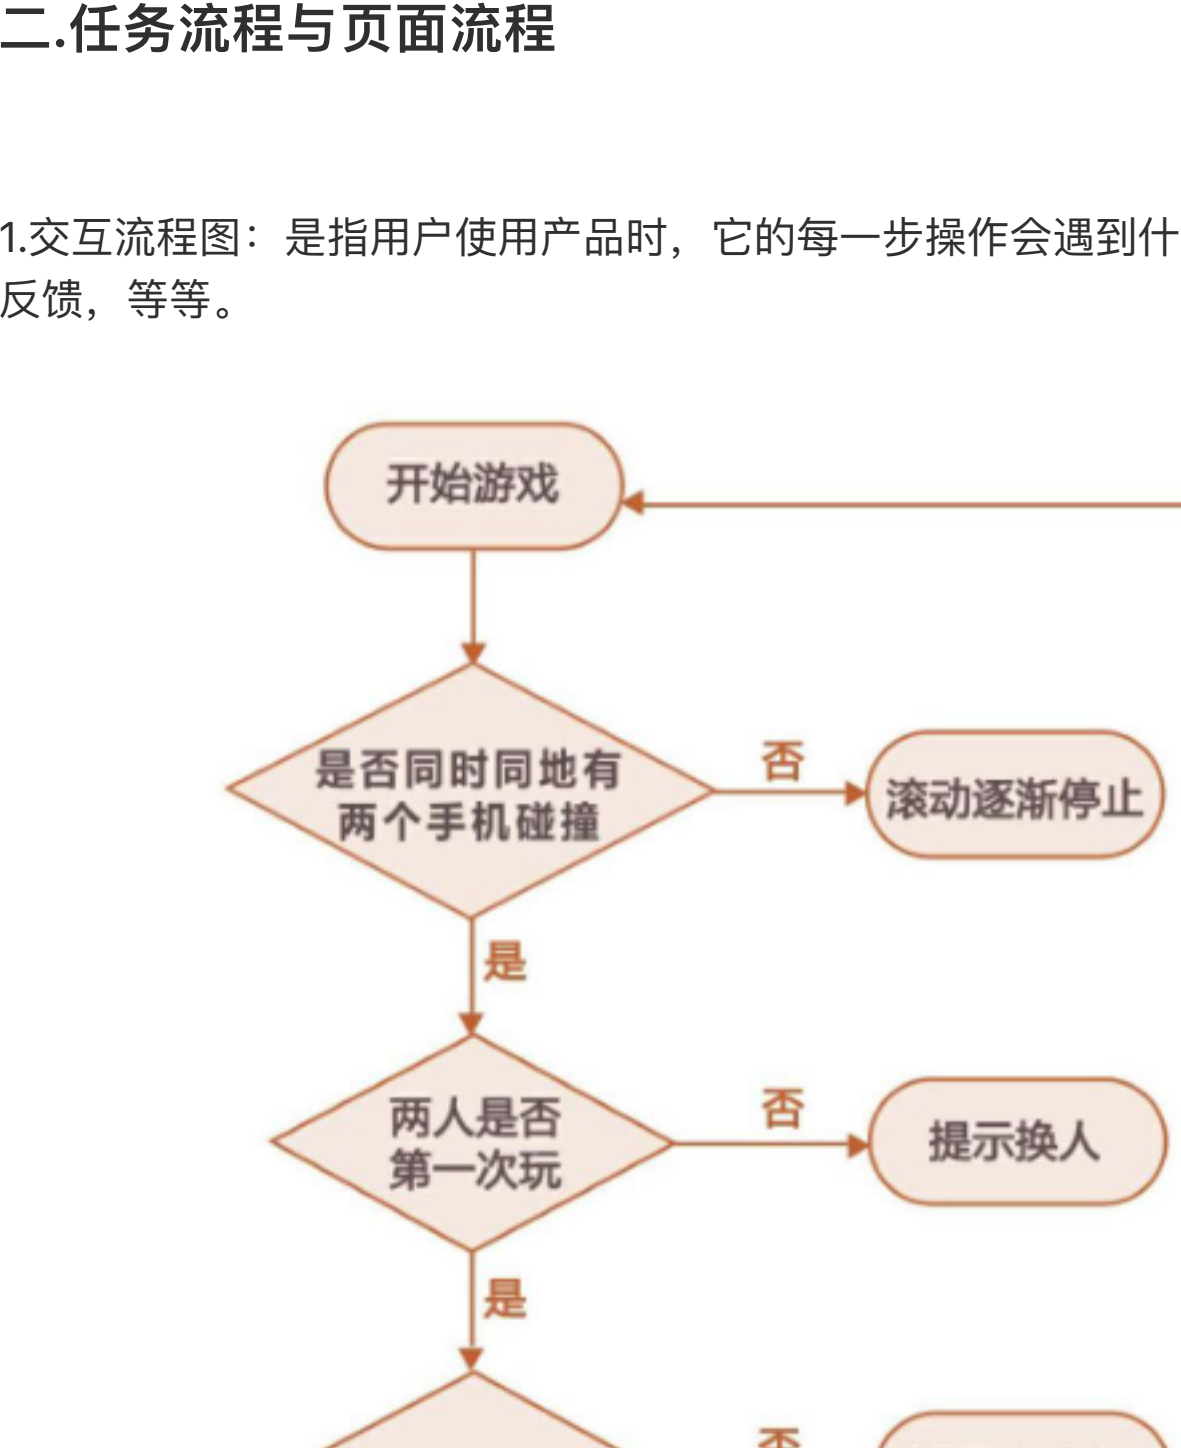 二.任务流程与页面流程
1.交互流程图：是指用户使用产品时，它的每一步操作会遇到什
反馈，等等。
开始游戏
是否同时同地有
两个手机碰撞
否
滚动逐渐停止
是
两人是否
第一次玩
否
提示换人
是
否